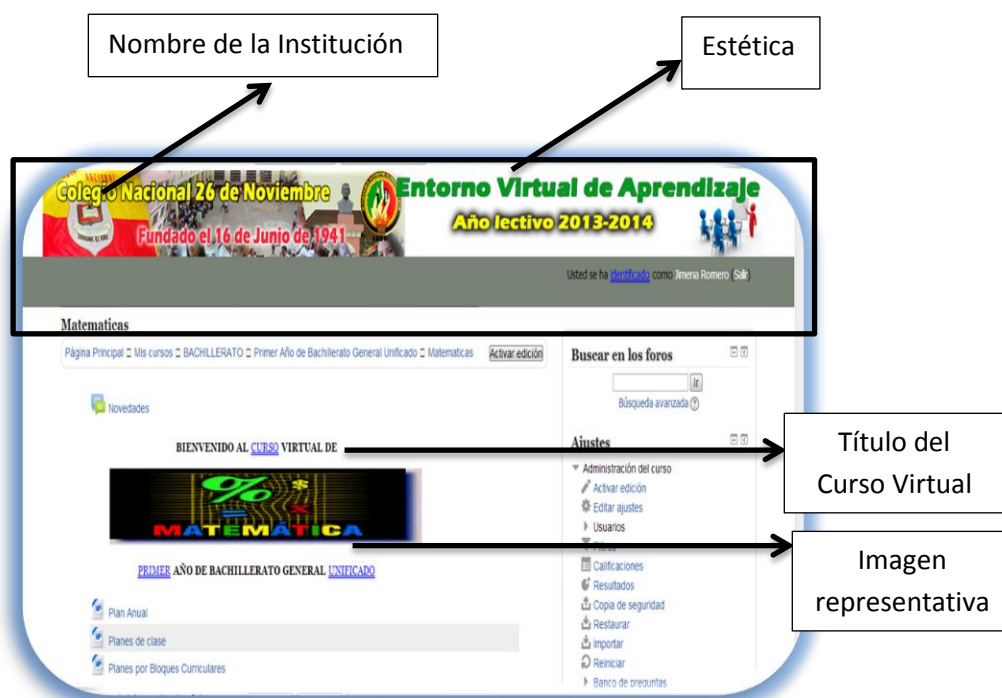 Nombre de la Institución
Estética
Colegio Nacional 26 de Noviembre
Fundado el 16 de Junio de 1941
Entorno Virtual de Aprendizaje
Año lectivo 2013-2014
Usted se ha identificado como Jimena Romero (Salir)
Matematicas
Página Principal Mis cursos BACHILLERATO Primer Año de Bachillerato General Unificado Matematicas Activar edición
Novedades
BIENVENIDO AL CURSO VIRTUAL DE
% * = x
MATEMÁTICA
PRIMER AÑO DE BACHILLERATO GENERAL UNIFICADO
Plan Anual
Planes de clase
Planes por Bloques Curriculares
Buscar en los foros
Ir
Búsqueda avanzada
Ajustes
Administración del curso
Activar edición
Editar ajustes
Usuarios
Filtros
Calificaciones
Resultados
Copia de seguridad
Restaurar
Importar
Reiniciar
Banco de preguntas
Título del
Curso Virtual
Imagen
representativa